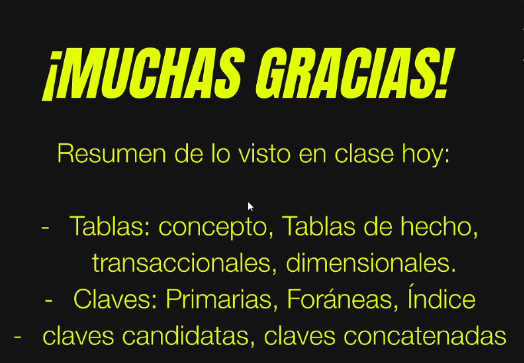 ¡MUCHAS GRACIAS!
Resumen de lo visto en clase hoy:
- Tablas: concepto, Tablas de hecho,
transaccionales, dimensionales.
- Claves: Primarias, Foráneas, Índice
- claves candidatas, claves concatenadas